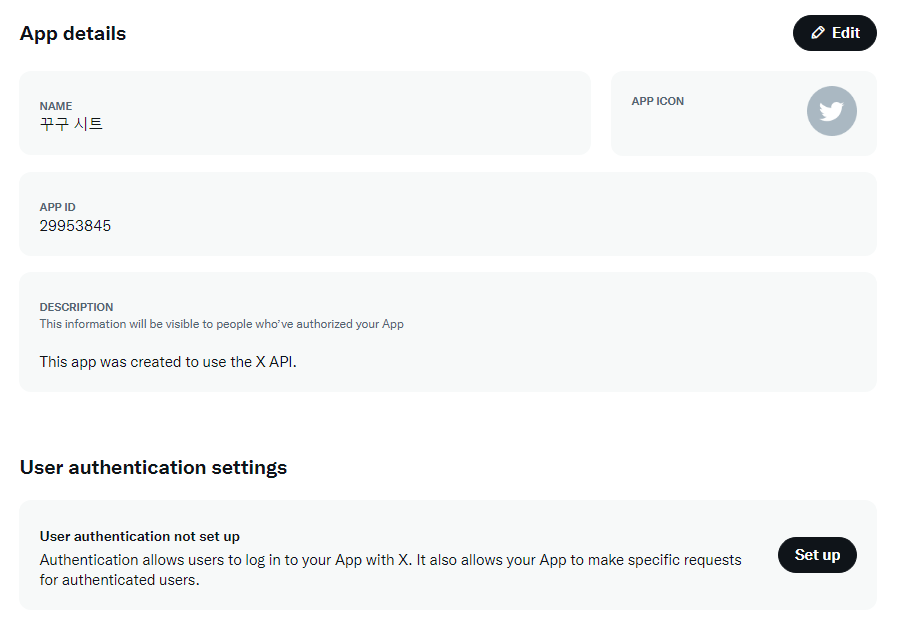 App details
Edit
NAME
꾸구 시트
APP ICON
APP ID
29953845
DESCRIPTION
This information will be visible to people who've authorized your App
This app was created to use the X API.
User authentication settings
User authentication not set up
Authentication allows users to log in to your App with X. It also allows your App to make specific requests
for authenticated users.
Set up